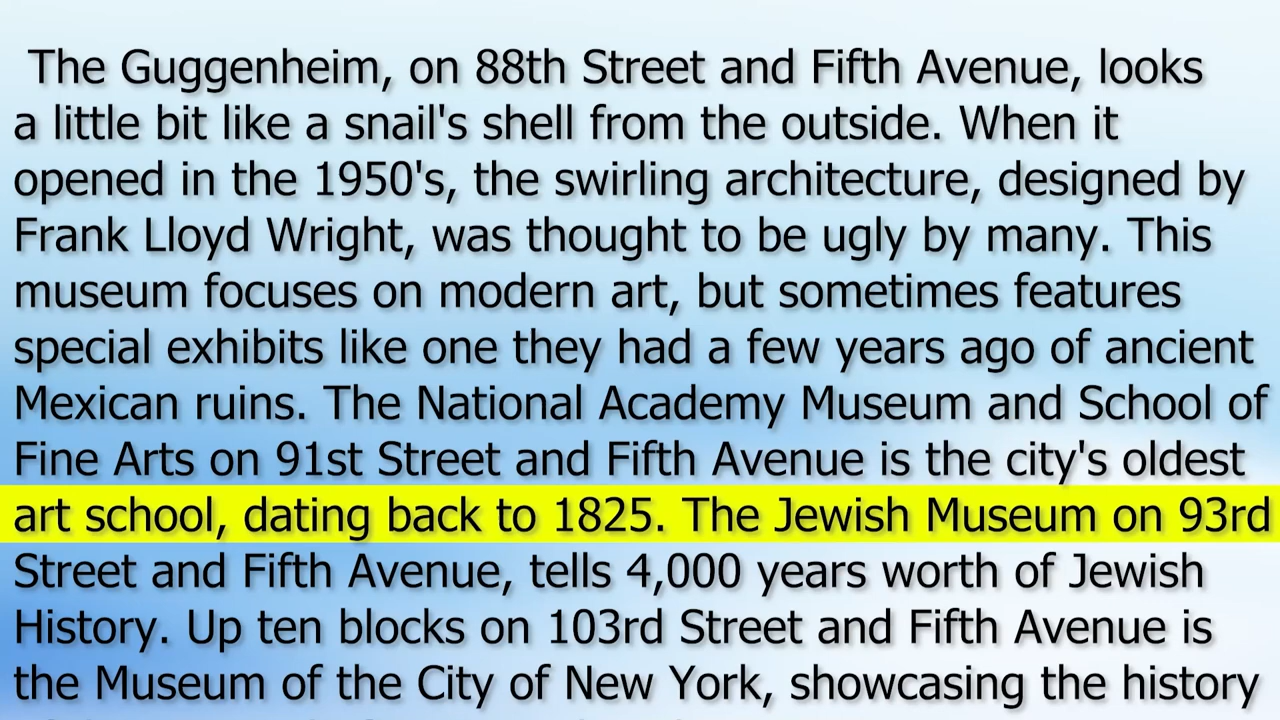 The Guggenheim, on 88th Street and Fifth Avenue, looks
a little bit like a snail's shell from the outside. When it
opened in the 1950's, the swirling architecture, designed by
Frank Lloyd Wright, was thought to be ugly by many. This
museum focuses on modern art, but sometimes features
special exhibits like one they had a few years ago of ancient
Mexican ruins. The National Academy Museum and School of
Fine Arts on 91st Street and Fifth Avenue is the city's oldest
art school, dating back to 1825. The Jewish Museum on 93rd
Street and Fifth Avenue, tells 4,000 years worth of Jewish
History. Up ten blocks on 103rd Street and Fifth Avenue is
the Museum of the City of New York, showcasing the history